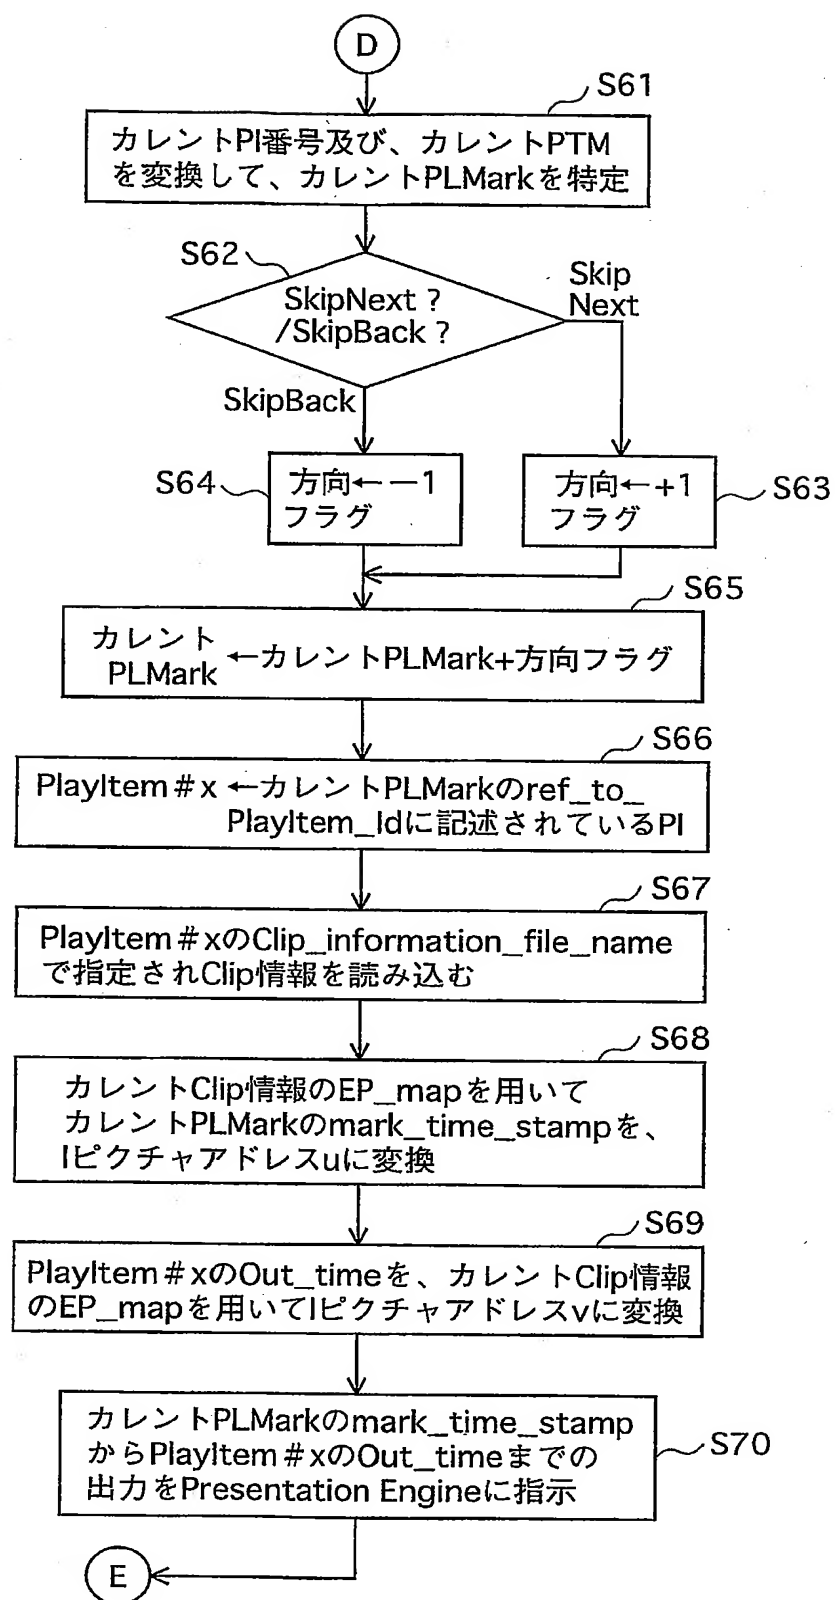 D
S61
カレントPI番号及び、カレントPTM
を変換して、カレントPLMarkを特定
S62
SkipNext ?
/SkipBack ?
Skip
Next
SkipBack
S64
方向←−1
フラグ
方向←+1
フラグ
S63
S65
カレント
PLMark
←カレントPLMark+方向フラグ
S66
PlayItem#x ←カレントPLMarkのref_to_
PlayItem_Idに記述されているPI
S67
PlayItem#xのClip_information_file_name
で指定されClip情報を読み込む
S68
カレントClip情報のEP_mapを用いて
カレントPLMarkのmark_time_stampを、
Iピクチャアドレスuに変換
S69
PlayItem#xのOut_timeを、カレントClip情報
のEP_mapを用いてIピクチャアドレスvに変換
カレントPLMarkのmark_time_stamp
からPlayItem#xのOut_timeまでの
出力をPresentation Engineに指示
S70
E